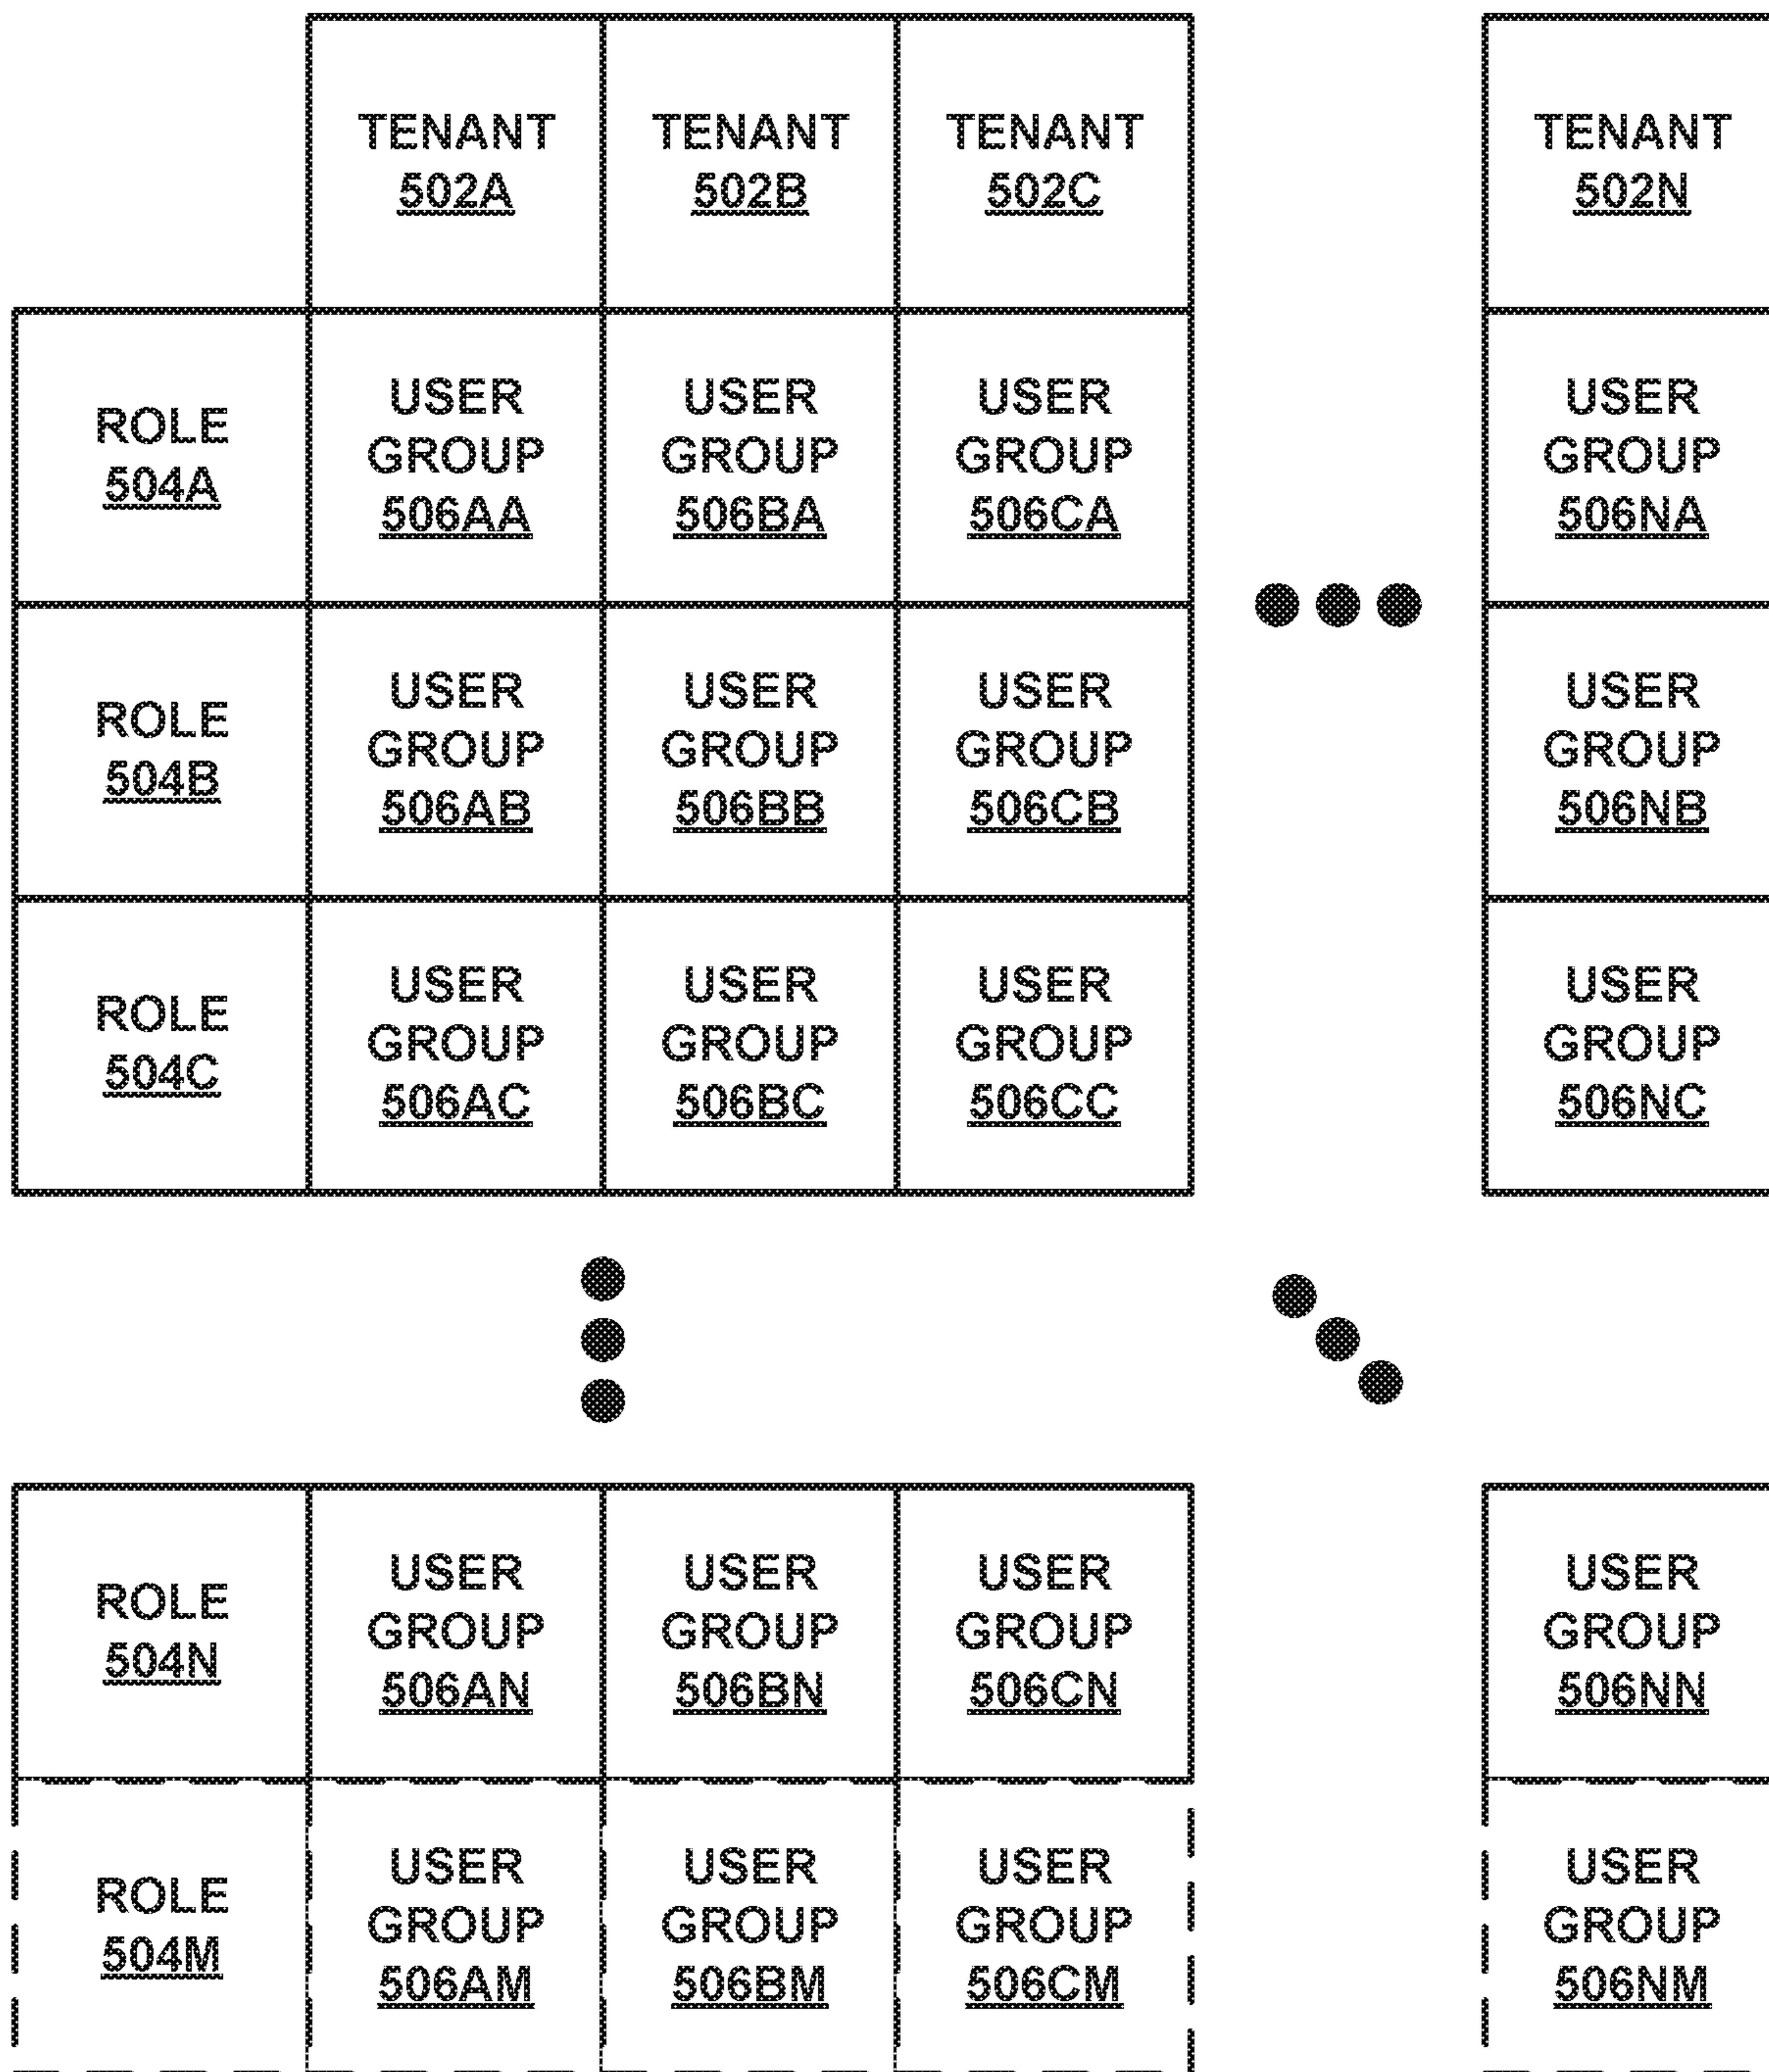 TENANT
502A
TENANT
502B
TENANT
502C
TENANT
502N
ROLE
504A
USER
GROUP
506AA
USER
GROUP
506BA
USER
GROUP
506CA
USER
GROUP
506NA
ROLE
504B
USER
GROUP
506AB
USER
GROUP
506BB
USER
GROUP
506CB
USER
GROUP
506NB
ROLE
504C
USER
GROUP
506AC
USER
GROUP
506BC
USER
GROUP
506CC
USER
GROUP
506NC
ROLE
504N
USER
GROUP
506AN
USER
GROUP
506BN
USER
GROUP
506CN
USER
GROUP
506NN
ROLE
504M
USER
GROUP
506AM
USER
GROUP
506BM
USER
GROUP
506CM
USER
GROUP
506NM